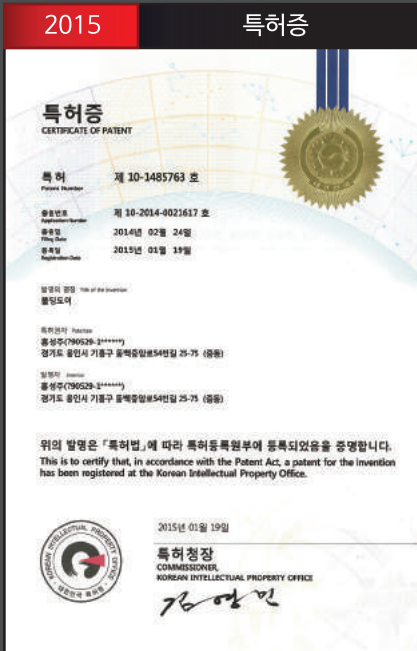 2015
특허증
특허증
CERTIFICATE OF PATENT
특허
Patent Number
제 10-1485763 호
출원번호
Application Number
제 10-2014-0021617 호
출원일
Filing Date
2014년 02월 24일
등록일
Registration Date
2015년 01월 19일
발명의 명칭 Title of the Invention
폴딩도어
특허권자 Patentee
홍성주(790529-1******)
경기도 용인시 기흥구 동백중앙로54번길 25-75 (중동)
발명자 Inventor
홍성주(790529-1******)
경기도 용인시 기흥구 동백중앙로54번길 25-75 (중동)
위의 발명은 「특허법」에 따라 특허등록원부에 등록되었음을 증명합니다.
This is to certify that, in accordance with the Patent Act, a patent for the invention
has been registered at the Korean Intellectual Property Office.
2015년 01월 19일
특허청장
COMMISSIONER,
KOREAN INTELLECTUAL PROPERTY OFFICE
김영민
KOREAN INTELLECTUAL PROPERTY OFFICE
대한민국 특허청